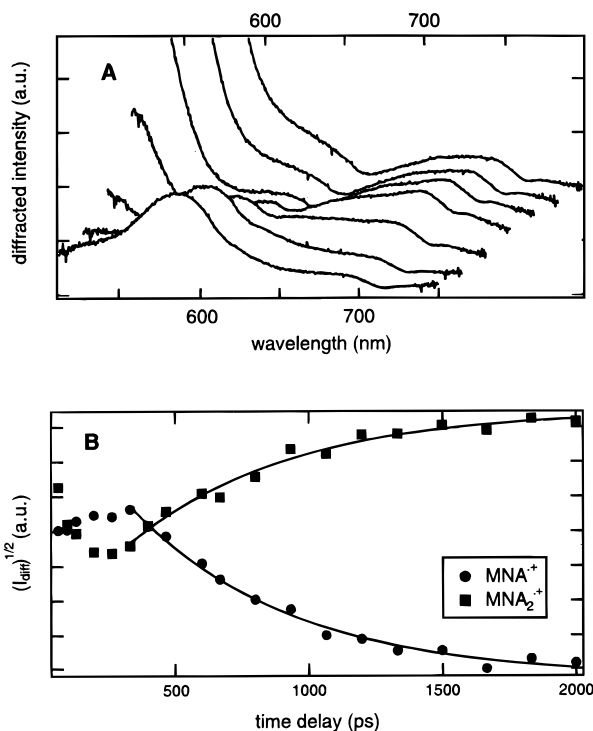 600 700
A
diffracted intensity (a.u.)
600 700
wavelength (nm)
B
(I_diff)^1/2 (a.u.)
MNA·+
MNA2·+
500 1000 1500 2000
time delay (ps)